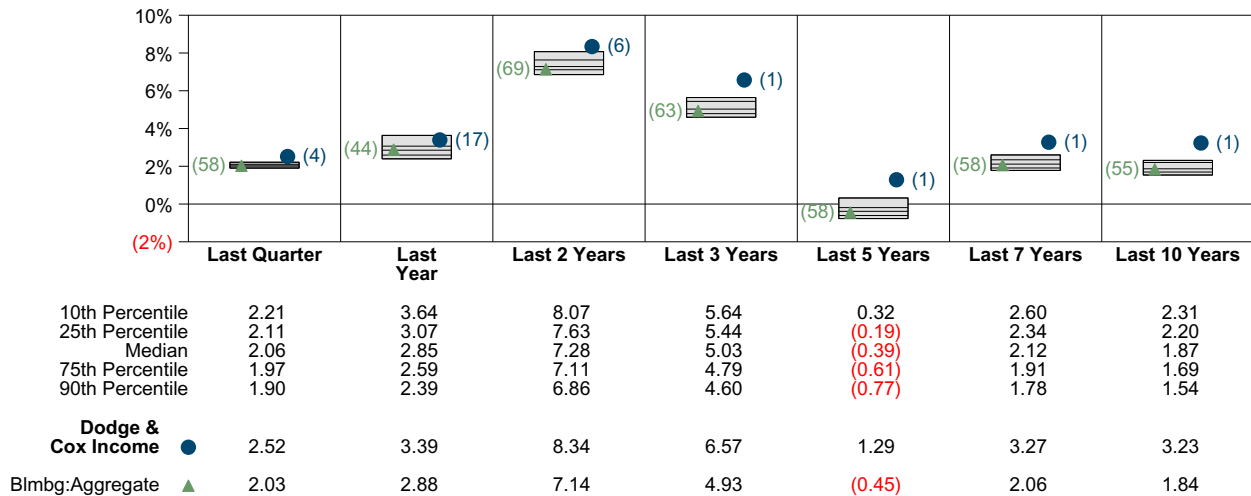 10%
8%
6%
4%
2%
0%
(2%)
(58) (4)
(44) (17)
(69) (6)
(63) (1)
(58) (1)
(58) (1)
(55) (1)
Last Quarter Last Year Last 2 Years Last 3 Years Last 5 Years Last 7 Years Last 10 Years
10th Percentile 2.21 3.64 8.07 5.64 0.32 2.60 2.31
25th Percentile 2.11 3.07 7.63 5.44 (0.19) 2.34 2.20
Median 2.06 2.85 7.28 5.03 (0.39) 2.12 1.87
75th Percentile 1.97 2.59 7.11 4.79 (0.61) 1.91 1.69
90th Percentile 1.90 2.39 6.86 4.60 (0.77) 1.78 1.54
Dodge &
Cox Income 2.52 3.39 8.34 6.57 1.29 3.27 3.23
Blmbg:Aggregate 2.03 2.88 7.14 4.93 (0.45) 2.06 1.84